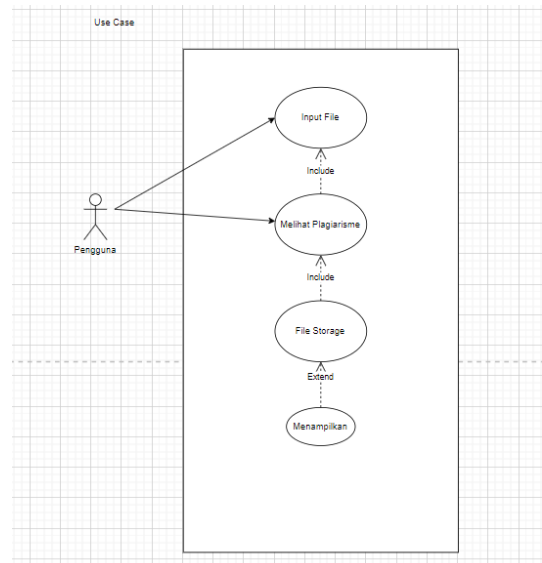 Use Case
Input File
Include
Melihat Plagiarisme
Pengguna
Include
File Storage
Extend
Menampilkan